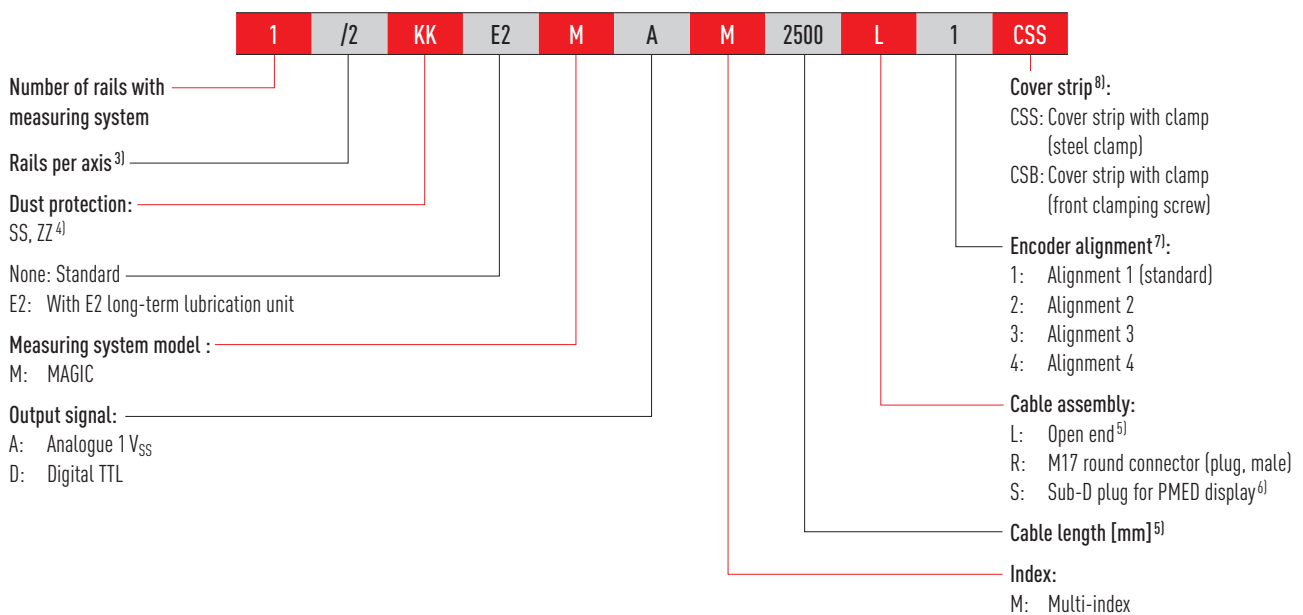 1 /2 KK E2 M A M 2500 L 1 CSS
Number of rails with
measuring system
Rails per axis 3)
Dust protection:
SS, ZZ 4)
None: Standard
E2: With E2 long-term lubrication unit
Measuring system model :
M: MAGIC
Output signal:
A: Analogue 1 VSS
D: Digital TTL
Cover strip 8):
CSS: Cover strip with clamp
(steel clamp)
CSB: Cover strip with clamp
(front clamping screw)
Encoder alignment 7):
1: Alignment 1 (standard)
2: Alignment 2
3: Alignment 3
4: Alignment 4
Cable assembly:
L: Open end 5)
R: M17 round connector (plug, male)
S: Sub-D plug for PMED display 6)
Cable length [mm] 5)
Index:
M: Multi-index